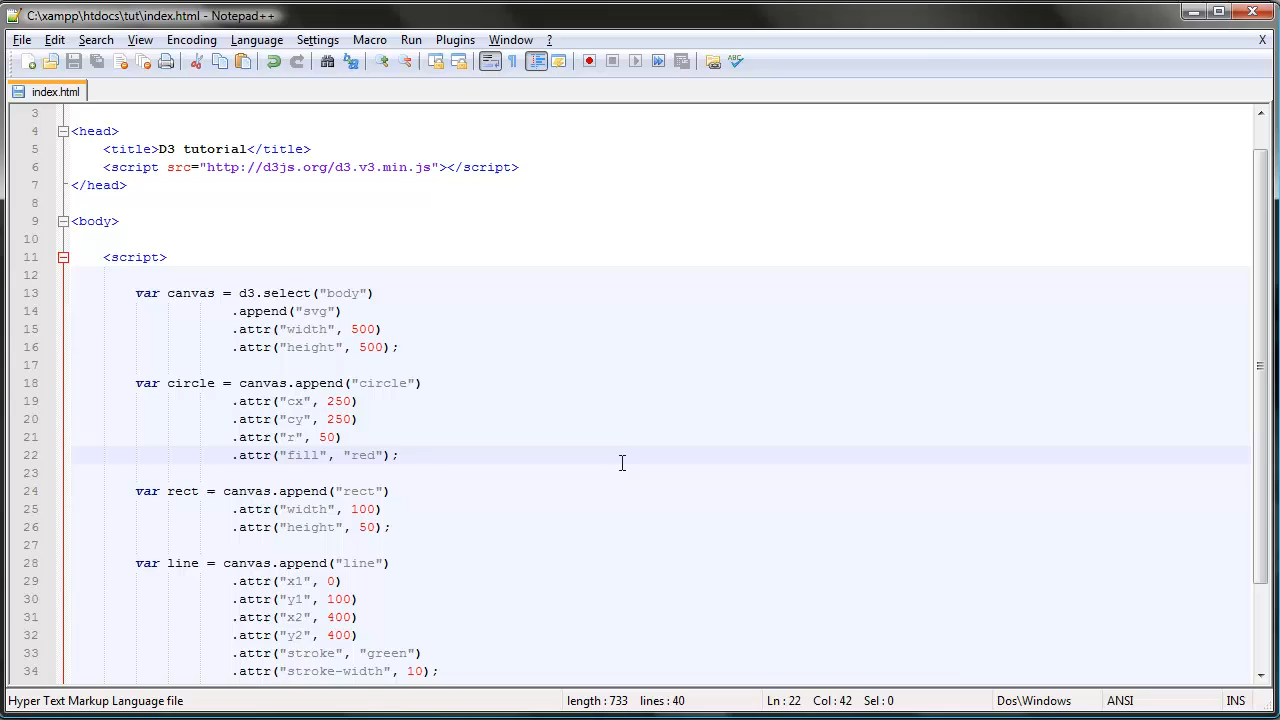 C:\xampp\htdocs\tut\index.html - Notepad++
File Edit Search View Encoding Language Settings Macro Run Plugins Window ? X
index.html
3
4 <head>
5 <title>D3 tutorial</title>
6 <script src="http://d3js.org/d3.v3.min.js"></script>
7 </head>
8
9 <body>
10
11 <script>
12
13 var canvas = d3.select("body")
14 .append("svg")
15 .attr("width", 500)
16 .attr("height", 500);
17
18 var circle = canvas.append("circle")
19 .attr("cx", 250)
20 .attr("cy", 250)
21 .attr("r", 50)
22 .attr("fill", "red");
23
24 var rect = canvas.append("rect")
25 .attr("width", 100)
26 .attr("height", 50);
27
28 var line = canvas.append("line")
29 .attr("x1", 0)
30 .attr("y1", 100)
31 .attr("x2", 400)
32 .attr("y2", 400)
33 .attr("stroke", "green")
34 .attr("stroke-width", 10);
Hyper Text Markup Language file length : 733 lines : 40 Ln : 22 Col : 42 Sel : 0 Dos\Windows ANSI INS